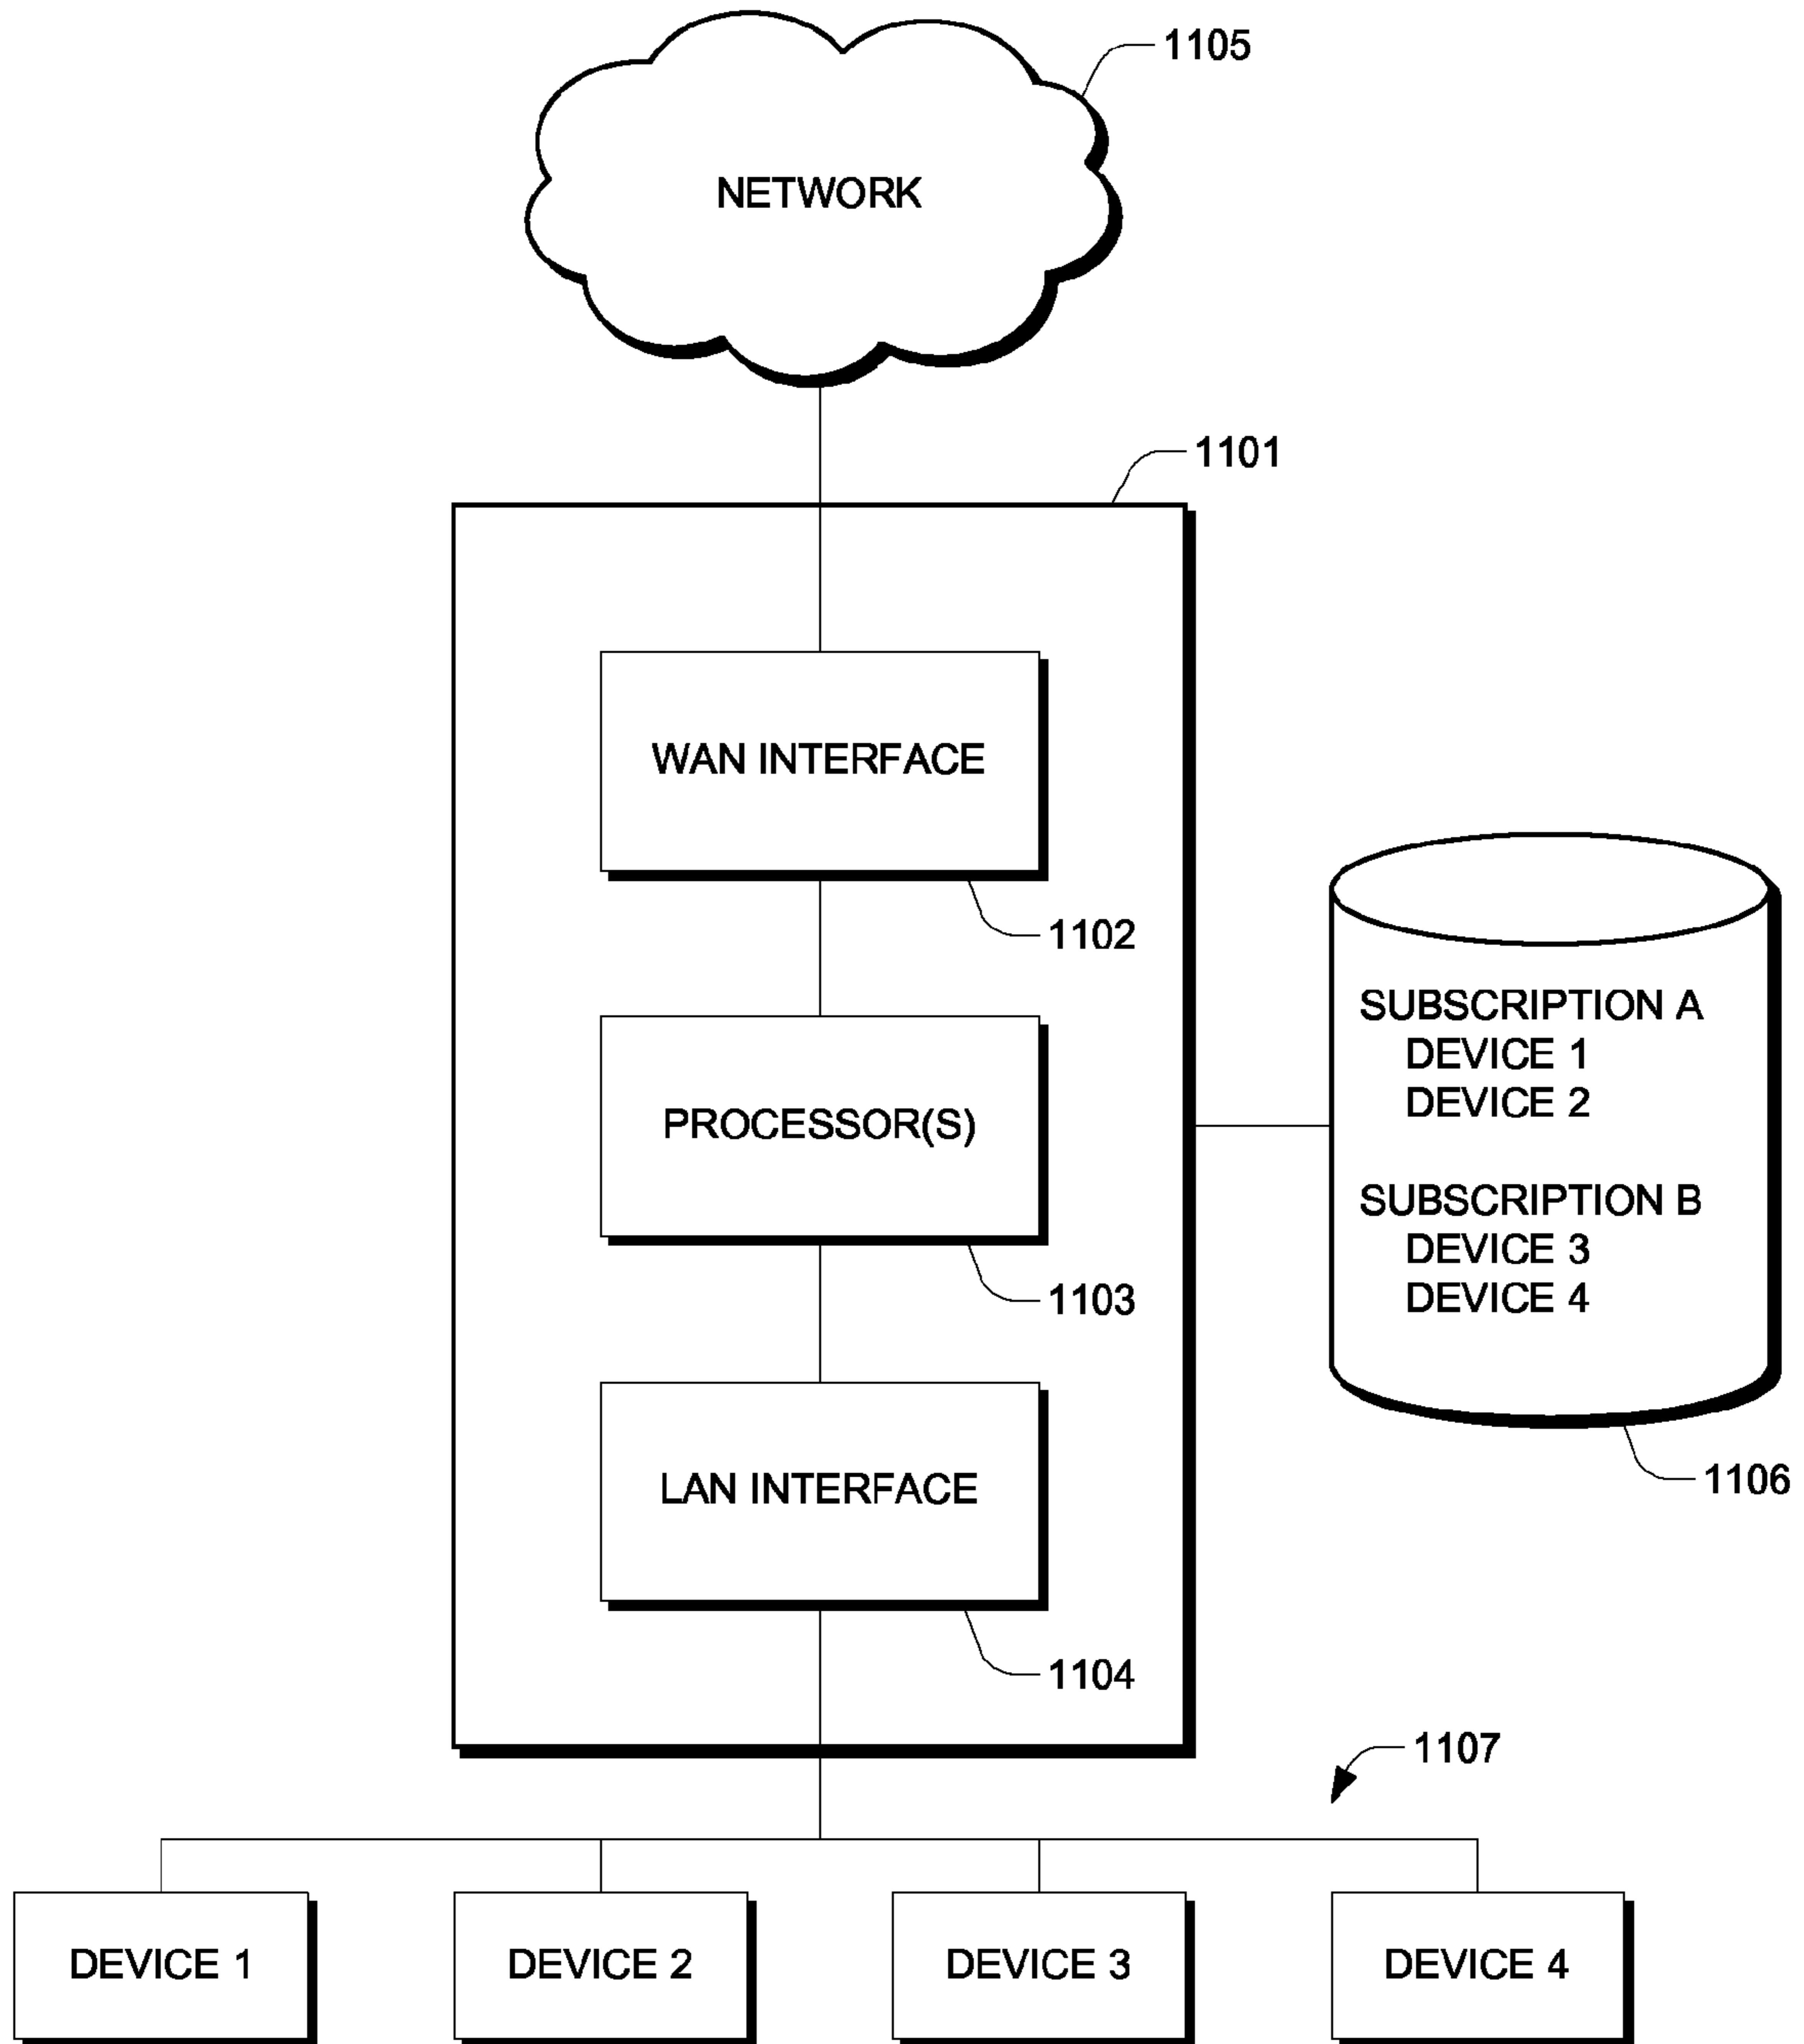 1105
NETWORK
1101
WAN INTERFACE
1102
SUBSCRIPTION A
DEVICE 1
DEVICE 2
PROCESSOR(S)
SUBSCRIPTION B
DEVICE 3
DEVICE 4
1103
LAN INTERFACE
1106
1104
1107
DEVICE 1
DEVICE 2
DEVICE 3
DEVICE 4